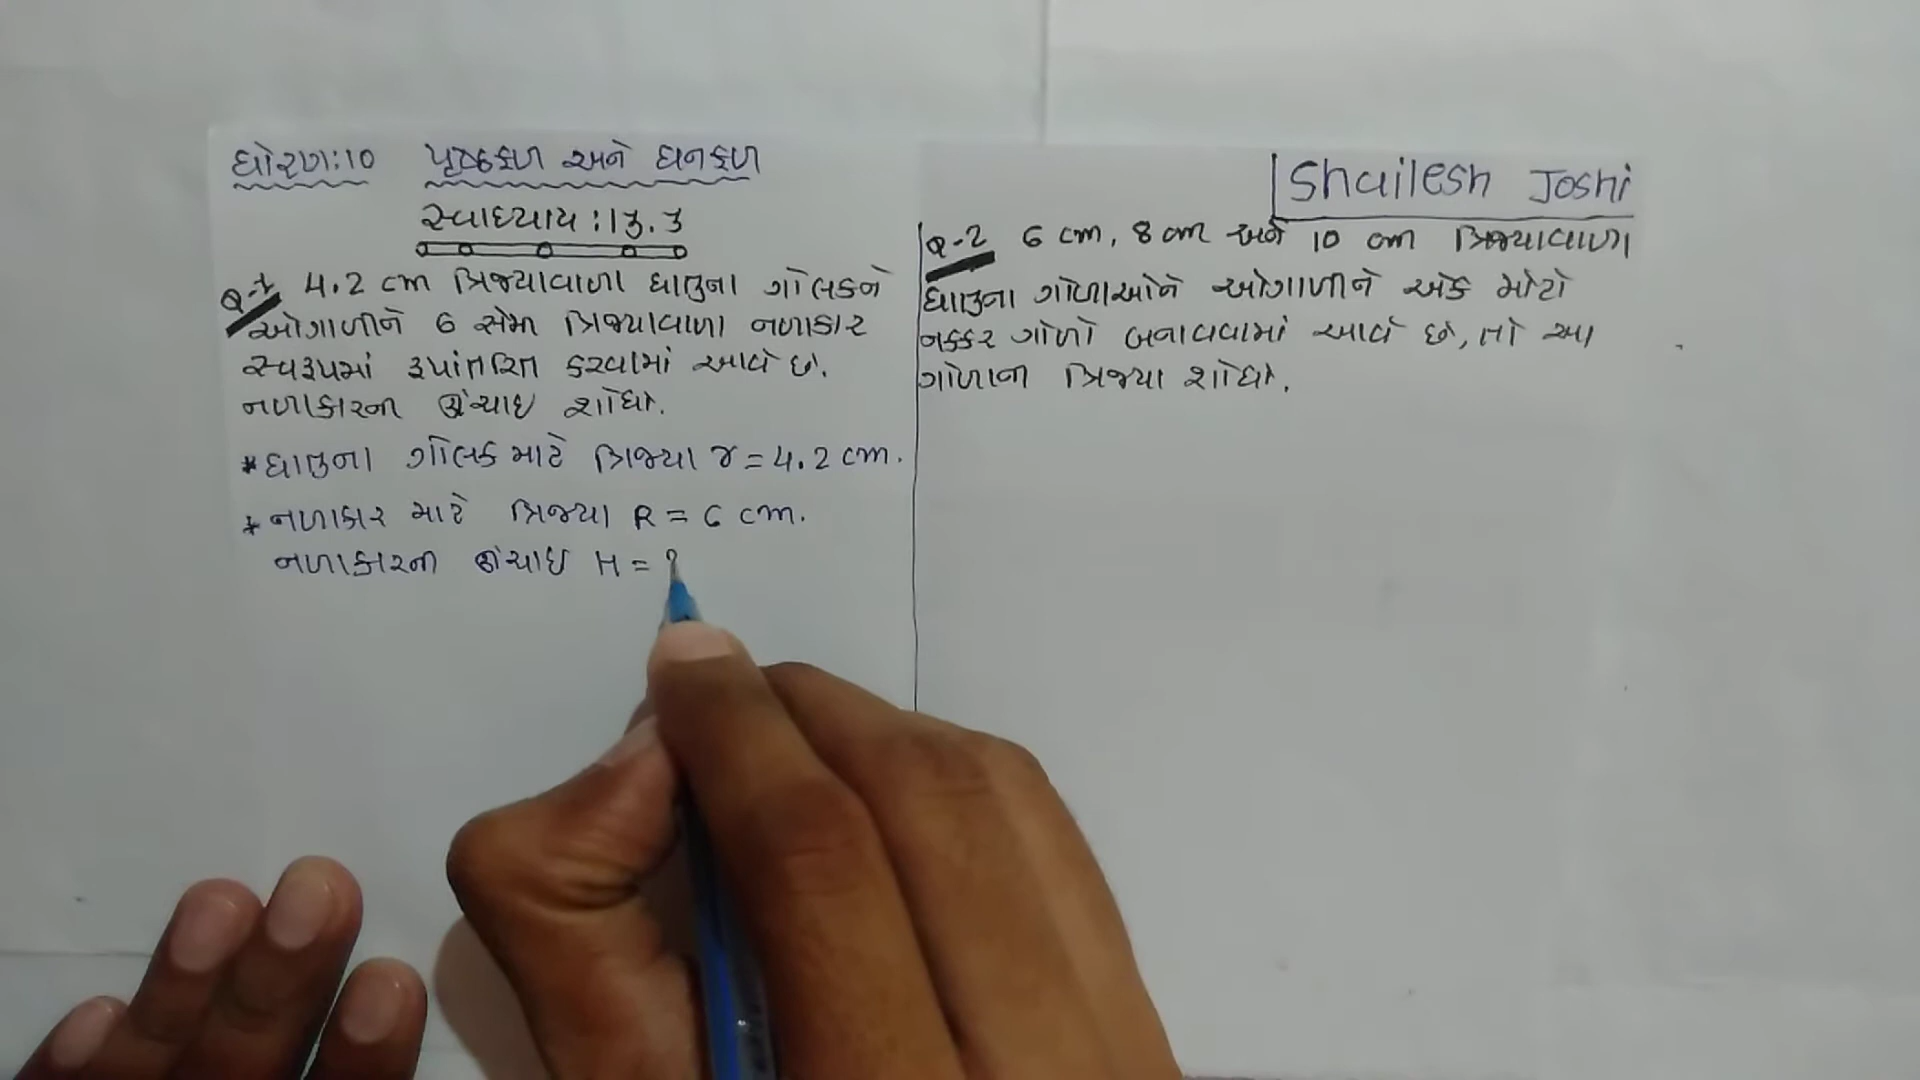 ધોરણ:10 પૃષ્ઠફળ અને ઘનફળ
સ્વાધ્યાય:13.3
Q-1 4.2 cm ત્રિજ્યાવાળા ધાતુના ગોલકને
ઓગાળીને 6 સેમી ત્રિજ્યાવાળા નળાકાર
સ્વરૂપમાં રૂપાંતરિત કરવામાં આવે છે.
નળાકારની ઊંચાઇ શોધો.
* ધાતુના ગોલક માટે ત્રિજ્યા r = 4.2 cm.
* નળાકાર માટે ત્રિજ્યા R = 6 cm.
નળાકારની ઊંચાઇ H = ?
Shailesh Joshi
Q-2 6 cm, 8 cm અને 10 cm ત્રિજ્યાવાળા
ધાતુના ગોળાઓને ઓગાળીને એક મોટો
નક્કર ગોળો બનાવવામાં આવે છે, તો આ
ગોળાની ત્રિજ્યા શોધો.